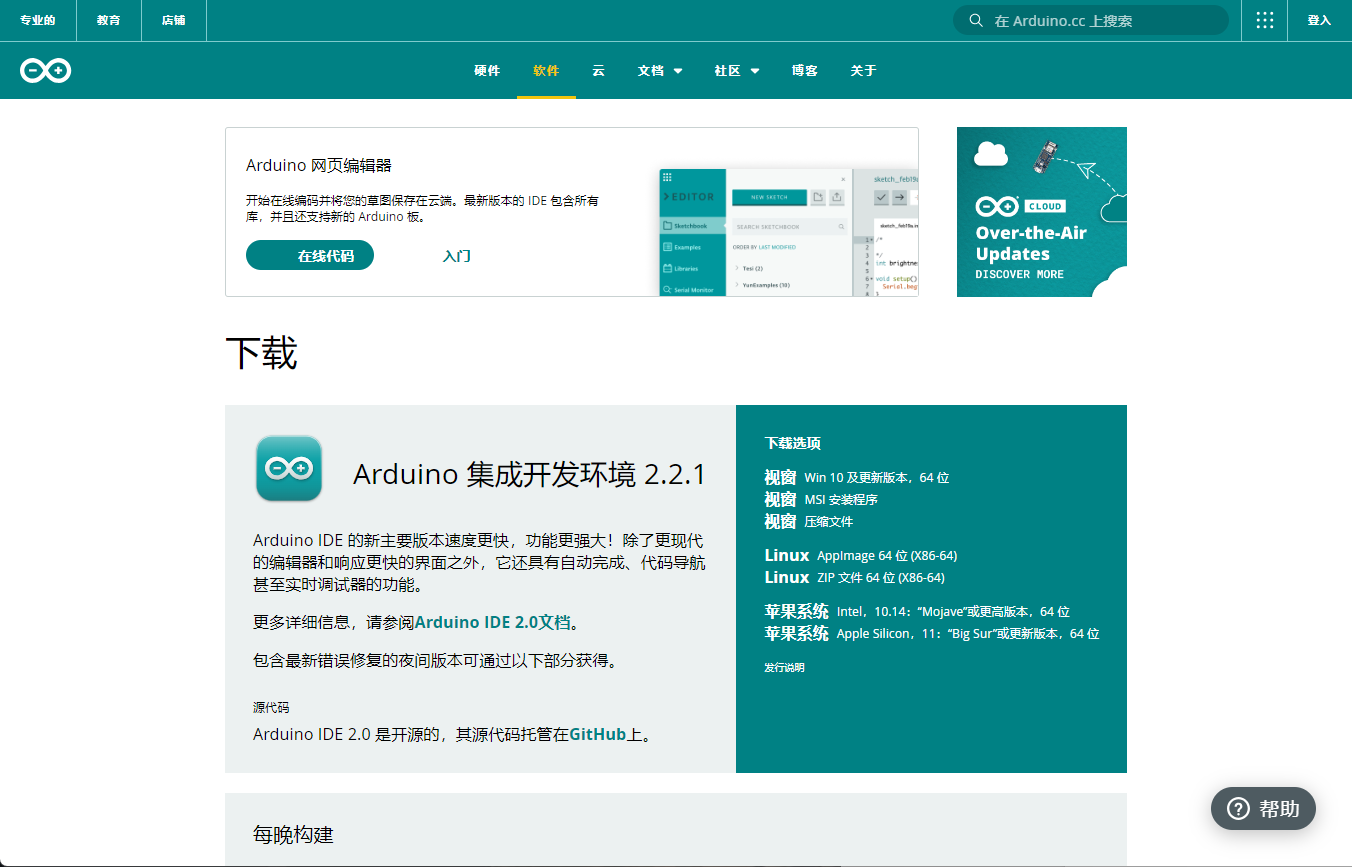 专业的
教育
店铺
在 Arduino.cc 上搜索
登入
硬件
软件
云
文档
社区
博客
关于
Arduino 网页编辑器
开始在线编码并将您的草图保存在云端。最新版本的 IDE 包含所有
库，并且还支持新的 Arduino 板。
在线代码
入门
EDITOR
NEW SKETCH
Sketchbook
SEARCH SKETCHBOOK
Examples
ORDER BY LAST MODIFIED
Libraries
Tesi (2)
Serial Monitor
YunExamples (10)
sketch_feb19a
sketch_feb19a.in
1 /*
2
3 */
4 int brightne
5
6 void setup()
7 Serial.beg
8 }
CLOUD
Over-the-Air
Updates
DISCOVER MORE
下载
Arduino 集成开发环境 2.2.1
Arduino IDE 的新主要版本速度更快，功能更强大！除了更现代
的编辑器和响应更快的界面之外，它还具有自动完成、代码导航
甚至实时调试器的功能。
更多详细信息，请参阅Arduino IDE 2.0文档。
包含最新错误修复的夜间版本可通过以下部分获得。
源代码
Arduino IDE 2.0 是开源的，其源代码托管在GitHub上。
下载选项
视窗 Win 10 及更新版本，64 位
视窗 MSI 安装程序
视窗 压缩文件
Linux AppImage 64 位 (X86-64)
Linux ZIP 文件 64 位 (X86-64)
苹果系统 Intel，10.14：“Mojave”或更高版本，64 位
苹果系统 Apple Silicon，11：“Big Sur”或更新版本，64 位
发行说明
每晚构建
帮助